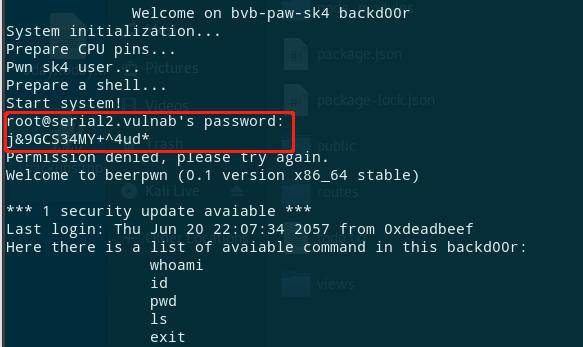 Welcome on bvb-paw-sk4 backd00r
System initialization...
Prepare CPU pins...
Pwn sk4 user...
Prepare a shell...
Start system!
root@serial2.vulnab's password:
j&9GCS34MY+^4ud*
Permission denied, please try again.
Welcome to beerpwn (0.1 version x86_64 stable)
*** 1 security update avaiable ***
Last login: Thu Jun 20 22:07:34 2057 from 0xdeadbeef
Here there is a list of avaiable command in this backd00r:
whoami
id
pwd
ls
exit
package.json
Pictures
Videos
package-lock.json
Trash
public
Kali Live
routes
views